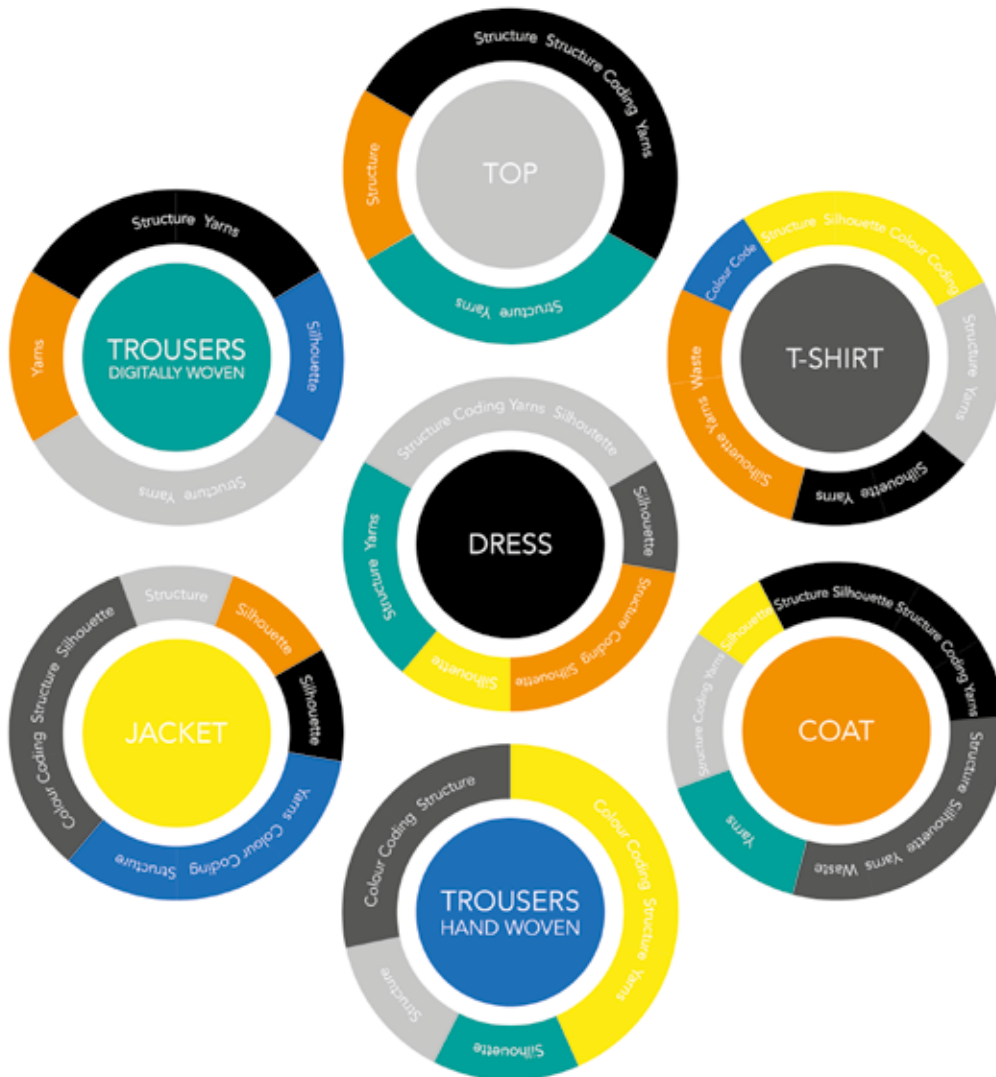 Structure Structure Coding Yarns
Structure
Structure Yarns
TOP
Structure Yarns
Yarns
Silhouette
Structure Yarns
TROUSERS
DIGITALLY WOVEN
Structure Silhouette Colour Coding
Colour Code
Structure Yarns
Silhouette Yarns Waste
Silhouette Yarns
T-SHIRT
Structure Coding Yarns Silhoutette
Structure Yarns
Silhouette
Silhouette
Structure Coding Silhouette
DRESS
Structure
Silhouette
Colour Coding Structure Silhouette
Silhouette
Yarns Colour Coding Structure
JACKET
Structure Silhouette Structure Coding Yarns
Silhouette
Structure Coding Yarns
Yarns
Structure Silhouette Yarns Waste
COAT
Colour Coding Structure
Colour Coding Structure Yarns
Structure
Silhouette
TROUSERS
HAND WOVEN